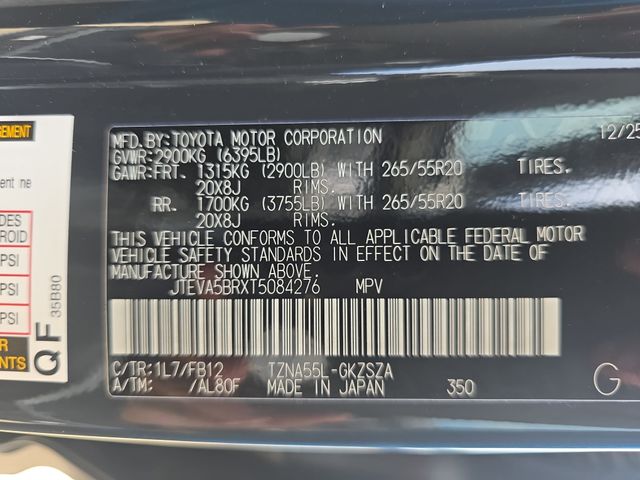 MFD.BY:TOYOTA MOTOR CORPORATION 12/25
GVWR:2900KG (6395LB)
GAWR:FRT. 1315KG (2900LB) WITH 265/55R20 TIRES.
20X8J RIMS.
RR. 1700KG (3755LB) WITH 265/55R20 TIRES.
20X8J RIMS.
THIS VEHICLE CONFORMS TO ALL APPLICABLE FEDERAL MOTOR
VEHICLE SAFETY STANDARDS IN EFFECT ON THE DATE OF
MANUFACTURE SHOWN ABOVE.
JTEVA5BRXT5084276 MPV
C/TR:1L7/FB12 TZNA55L-GKZSZA
A/TM: /AL80F MADE IN JAPAN 350 G
PSI
PSI
PSI
QF
35B80